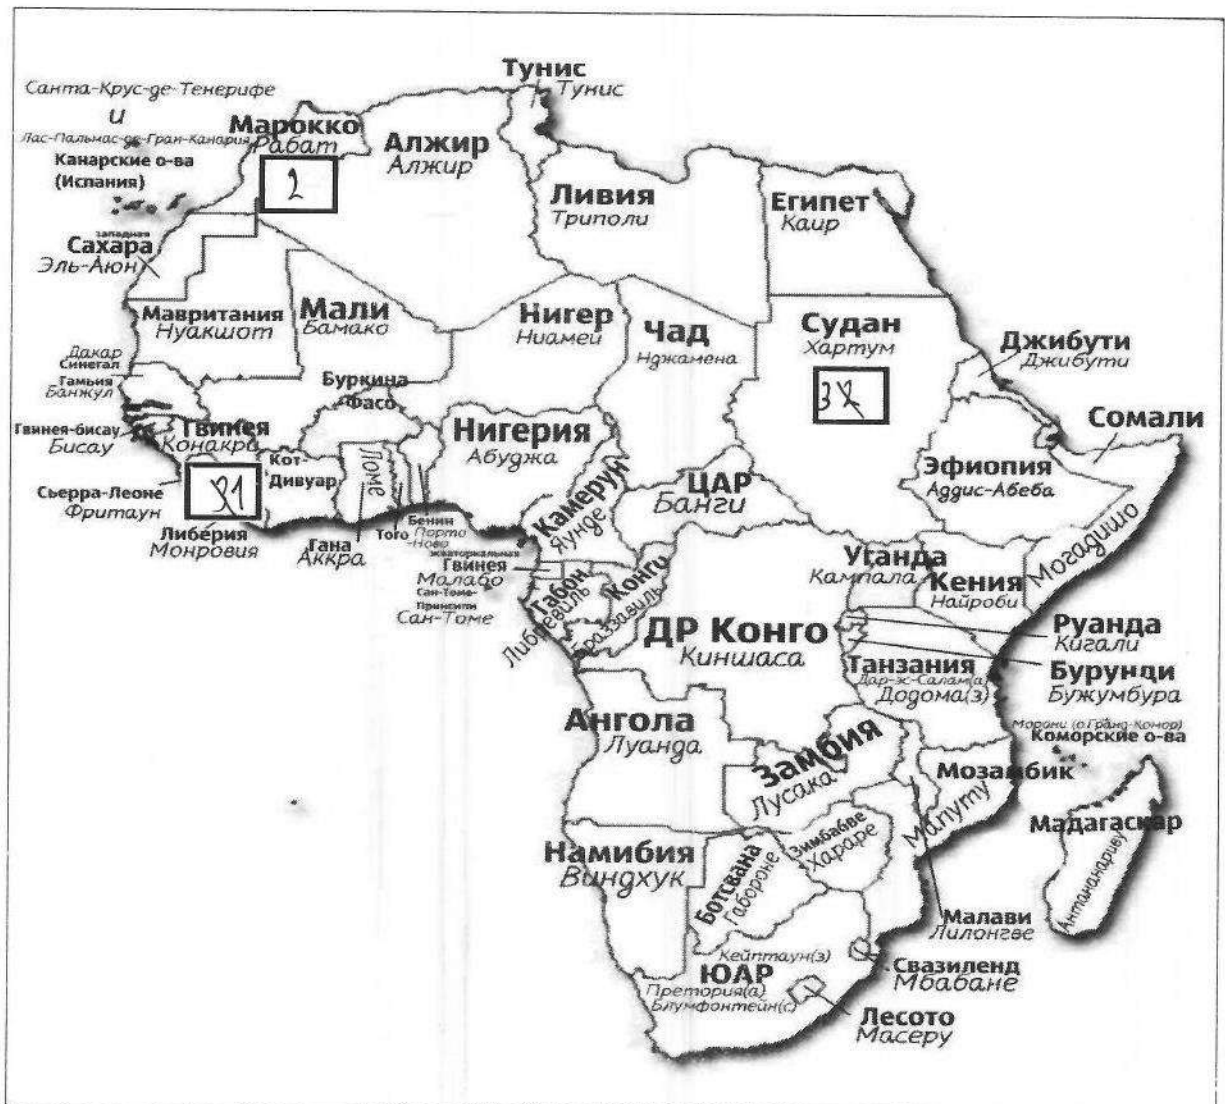 Тунис
Тунис
Санта-Крус-де-Тенерифе
и
Лас-Пальмас-де-Гран-Канария
Канарские о-ва
(Испания)
Марокко
Рабат
2
Алжир
Алжир
Ливия
Триполи
Египет
Каир
западная
Сахара
Эль-Аюн
Мавритания
Нуакшот
Мали
Бамако
Нигер
Ниамей
Чад
Нджамена
Судан
Хартум
3
Джибути
Джибути
Дакар
Синегал
Гамбия
Банжул
Буркина
Фасо
Гвинея-бисау
Бисау
Гвинея
Конакри
Кот-
Дивуар
Ломе
Нигерия
Абуджа
Сомали
Эфиопия
Аддис-Абеба
Могадишо
1
Сьерра-Леоне
Фритаун
Либерия
Монровия
Гана
Аккра
Того
Бенин
Порто
-Ново
Камерун
Яунде
ЦАР
Банги
экваториальная
Гвинея
Малабо
Сан-Томе-
Принсипи
Сан-Томе
Габон
Либревиль
Конго
Браззавиль
ДР Конго
Киншаса
Уганда
Кампала
Кения
Найроби
Руанда
Кигали
Бурунди
Бужумбура
Танзания
Дар-эс-Салам(а)
Додома(з)
Ангола
Луанда
Замбия
Лусака
Морони (о Гранд-Комор)
Коморские о-ва
Мозамбик
Мапуту
Мадагаскар
Антананариву
Намибия
Виндхук
Ботсвана
Габороне
Зимбабве
Хараре
Малави
Лилонгве
Кейптаун(з)
ЮАР
Претория(а)
Блумфонтейн(с)
Свазиленд
Мбабане
Лесото
Масеру